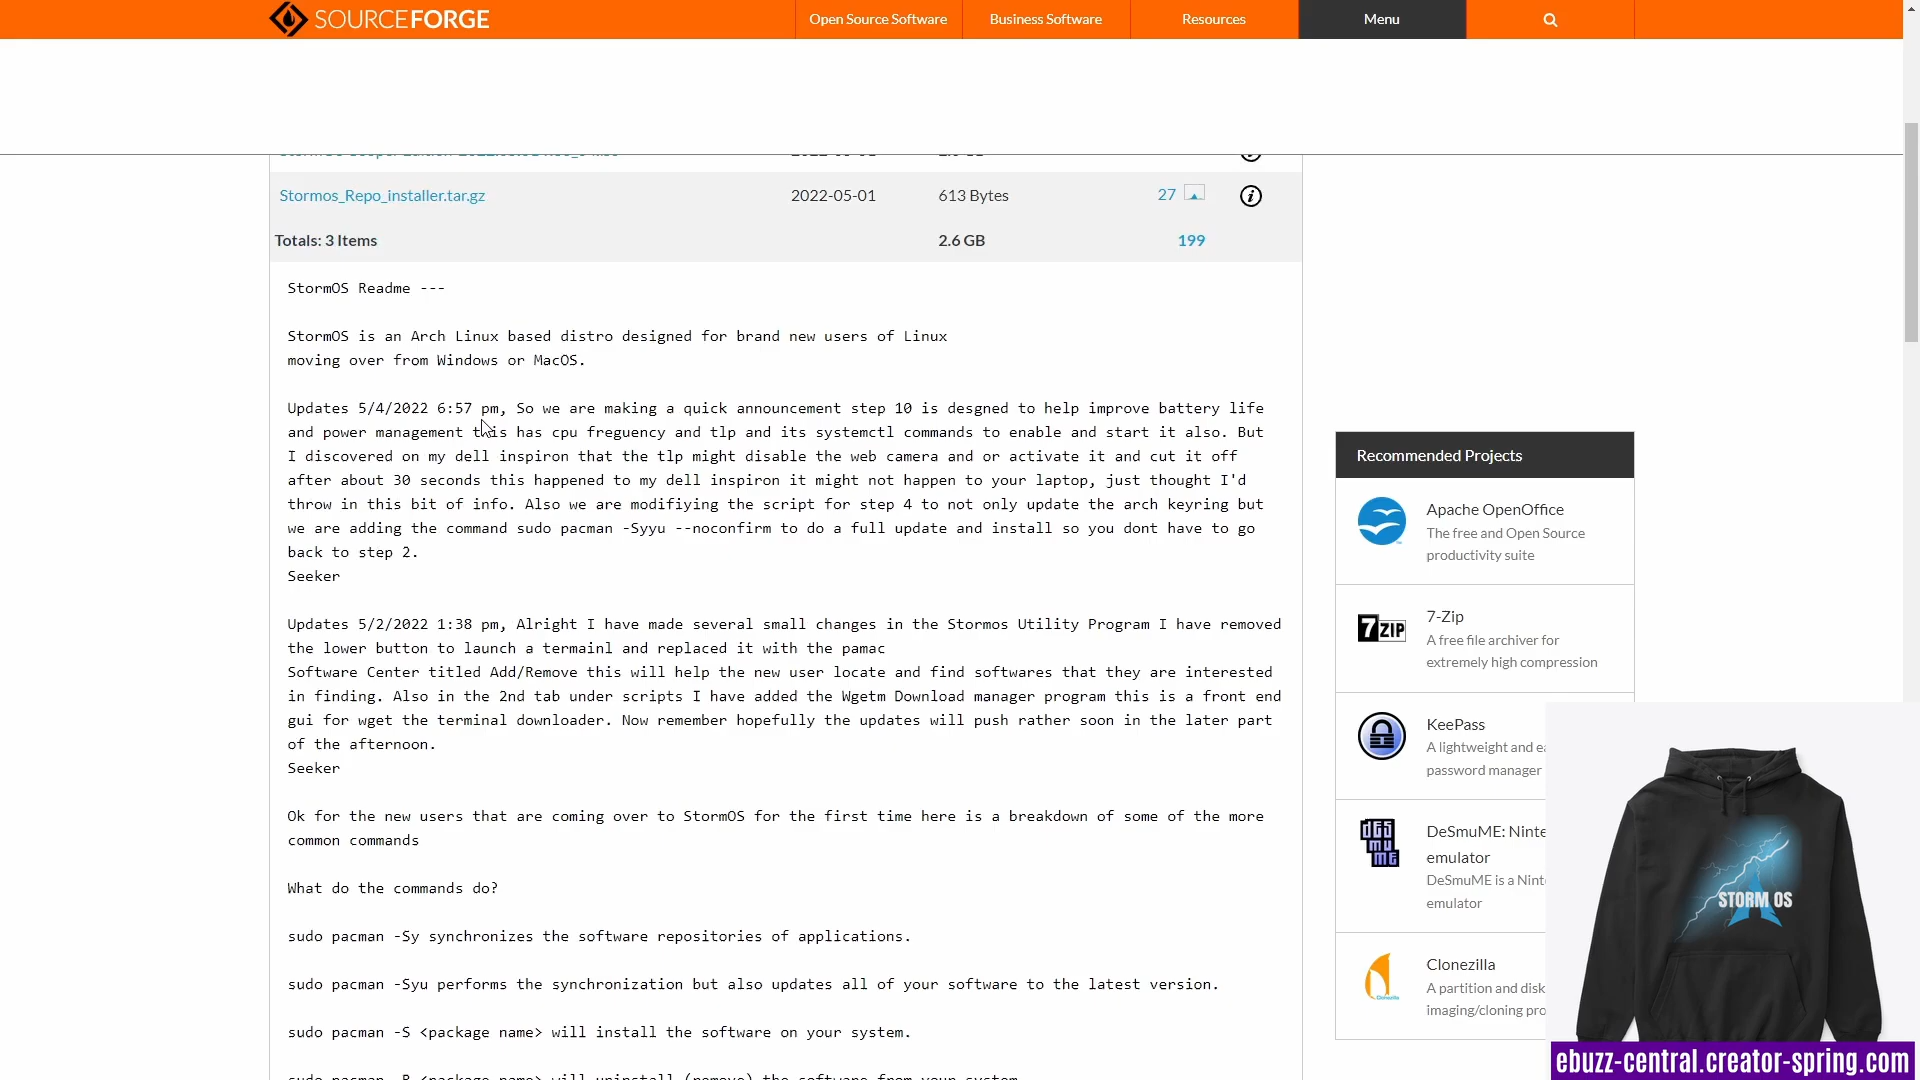 SOURCEFORGE
Open Source Software
Business Software
Resources
Menu
Stormos_Repo_installer.tar.gz 2022-05-01 613 Bytes 27
Totals: 3 Items 2.6 GB 199
StormOS Readme ---
StormOS is an Arch Linux based distro designed for brand new users of Linux
moving over from Windows or MacOS.
Updates 5/4/2022 6:57 pm, So we are making a quick announcement step 10 is desgned to help improve battery life
and power management this has cpu freguency and tlp and its systemctl commands to enable and start it also. But
I discovered on my dell inspiron that the tlp might disable the web camera and or activate it and cut it off
after about 30 seconds this happened to my dell inspiron it might not happen to your laptop, just thought I'd
throw in this bit of info. Also we are modifiying the script for step 4 to not only update the arch keyring but
we are adding the command sudo pacman -Syyu --noconfirm to do a full update and install so you dont have to go
back to step 2.
Seeker
Updates 5/2/2022 1:38 pm, Alright I have made several small changes in the Stormos Utility Program I have removed
the lower button to launch a termainl and replaced it with the pamac
Software Center titled Add/Remove this will help the new user locate and find softwares that they are interested
in finding. Also in the 2nd tab under scripts I have added the Wgetm Download manager program this is a front end
gui for wget the terminal downloader. Now remember hopefully the updates will push rather soon in the later part
of the afternoon.
Seeker
Ok for the new users that are coming over to StormOS for the first time here is a breakdown of some of the more
common commands
What do the commands do?
sudo pacman -Sy synchronizes the software repositories of applications.
sudo pacman -Syu performs the synchronization but also updates all of your software to the latest version.
sudo pacman -S <package name> will install the software on your system.
sudo pacman -R <package name> will uninstall (remove) the software from your system
Recommended Projects
Apache OpenOffice
The free and Open Source
productivity suite
7-Zip
A free file archiver for
extremely high compression
KeePass
A lightweight and
password manager
DeSmuME:
emulator
DeSmuME is a
emulator
Clonezilla
A partition and disk
imaging/cloning
7ZIP
DESMUME
Clonezilla
STORM OS
ebuzz-central.creator-spring.com